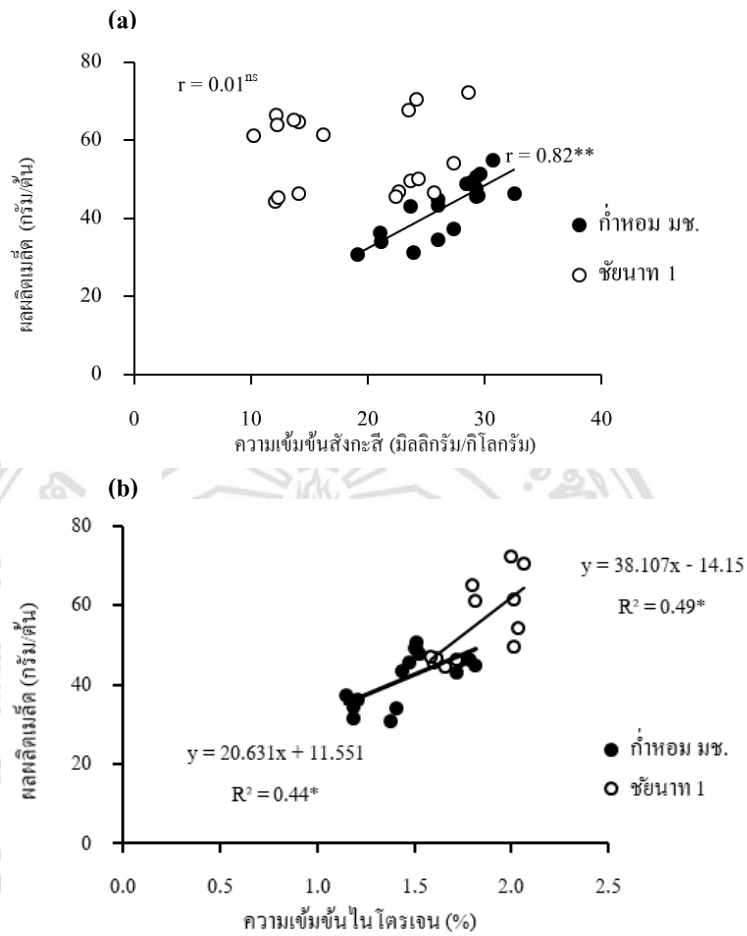 (a)
80
60
40
20
0
r = 0.01ns
r = 0.82**
ผลผลิตเมล็ด (กรัม/ต้น)
● ก่ำหอม มช.
○ ชัยนาท 1
0 10 20 30 40
ความเข้มข้นสังกะสี (มิลลิกรัม/กิโลกรัม)
(b)
80
60
40
20
0
y = 38.107x - 14.15
R² = 0.49*
ผลผลิตเมล็ด (กรัม/ต้น)
y = 20.631x + 11.551
R² = 0.44*
● ก่ำหอม มช.
○ ชัยนาท 1
0.0 0.5 1.0 1.5 2.0 2.5
ความเข้มข้นไนโตรเจน (%)